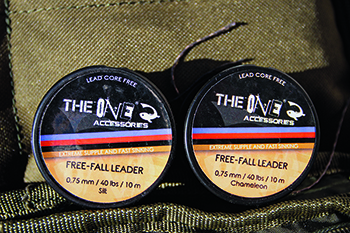 LEAD CORE FREE
THE ONE
ACCESSORIES
EXTREME SUPPLE AND FAST SINKING
FREE-FALL LEADER
0,75 mm / 40 lbs / 10 m
Silt
LEAD CORE FREE
THE ONE
ACCESSORIES
EXTREME SUPPLE AND FAST SINKING
FREE-FALL LEADER
0,75 mm / 40 lbs / 10 m
Chameleon